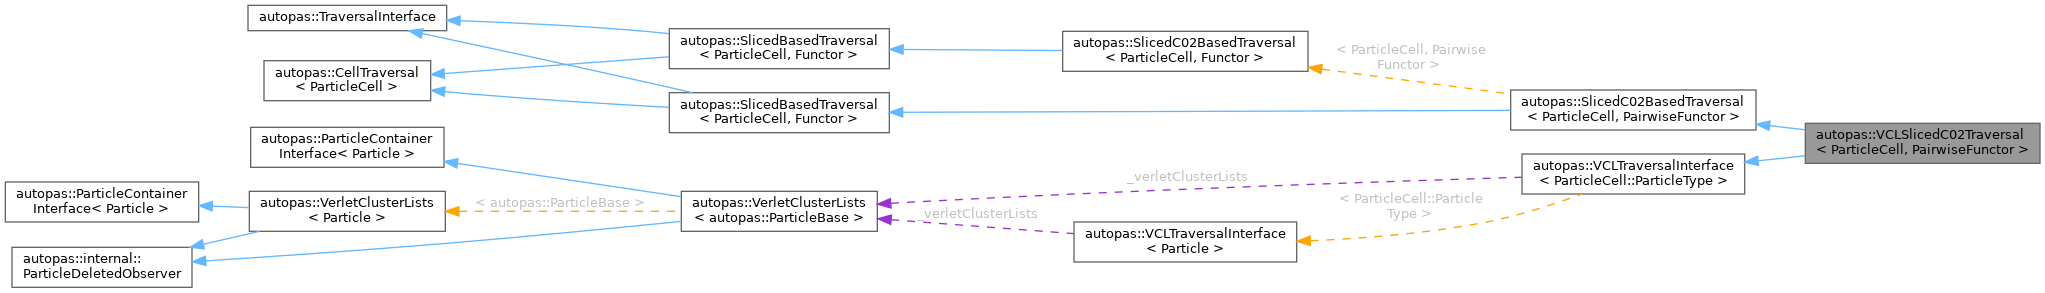 autopas::TraversalInterface
autopas::CellTraversal
< ParticleCell >
autopas::ParticleContainer
Interface< Particle >
autopas::ParticleContainer
Interface< Particle >
autopas::VerletClusterLists
< Particle >
autopas::internal::
ParticleDeletedObserver
autopas::SlicedBasedTraversal
< ParticleCell, Functor >
autopas::SlicedBasedTraversal
< ParticleCell, Functor >
< autopas::ParticleBase >
autopas::VerletClusterLists
< autopas::ParticleBase >
autopas::SlicedC02BasedTraversal
< ParticleCell, Functor >
_verletClusterLists
_verletClusterLists
autopas::VCLTraversalInterface
< Particle >
< ParticleCell, Pairwise
Functor >
< ParticleCell::Particle
Type >
autopas::SlicedC02BasedTraversal
< ParticleCell, PairwiseFunctor >
autopas::VCLTraversalInterface
< ParticleCell::ParticleType >
autopas::VCLSlicedC02Traversal
< ParticleCell, PairwiseFunctor >